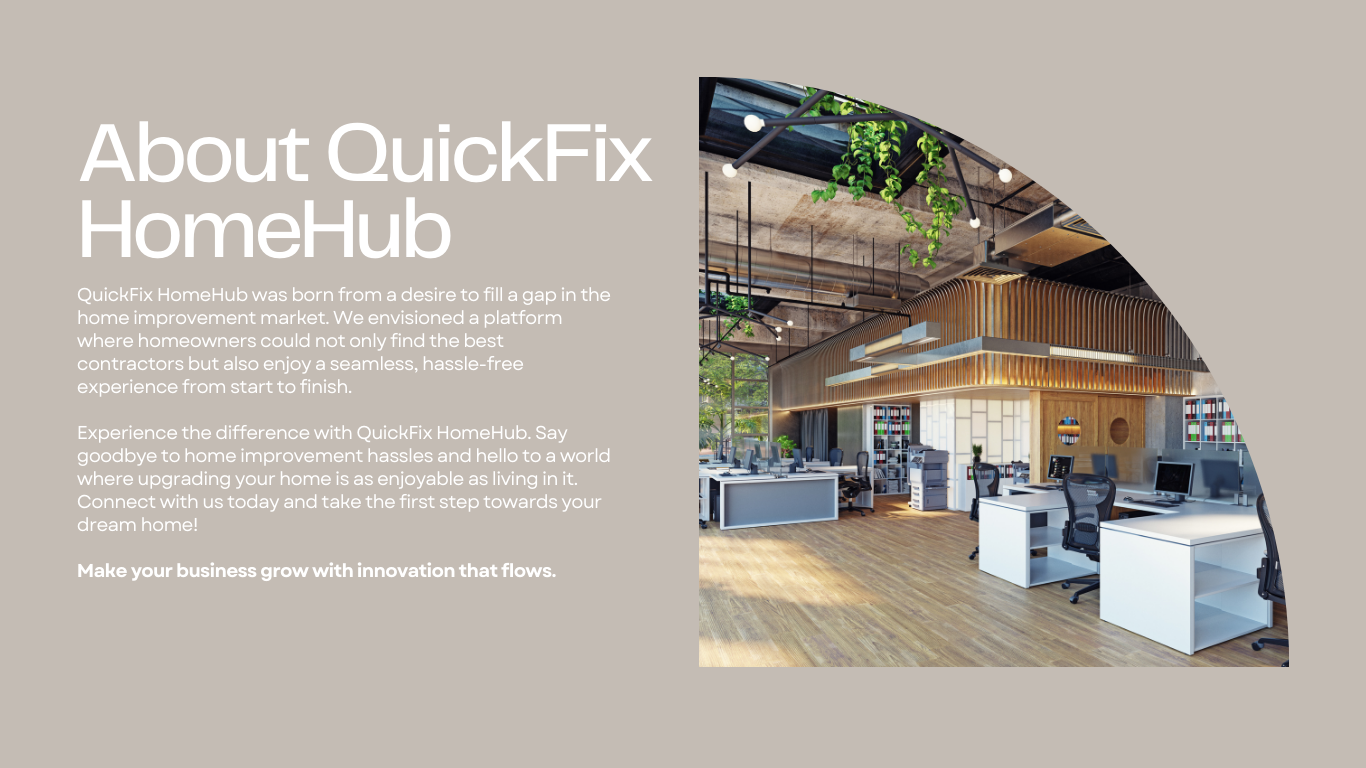 About QuickFix
HomeHub
QuickFix HomeHub was born from a desire to fill a gap in the
home improvement market. We envisioned a platform
where homeowners could not only find the best
contractors but also enjoy a seamless, hassle-free
experience from start to finish.
Experience the difference with QuickFix HomeHub. Say
goodbye to home improvement hassles and hello to a world
where upgrading your home is as enjoyable as living in it.
Connect with us today and take the first step towards your
dream home!
Make your business grow with innovation that flows.